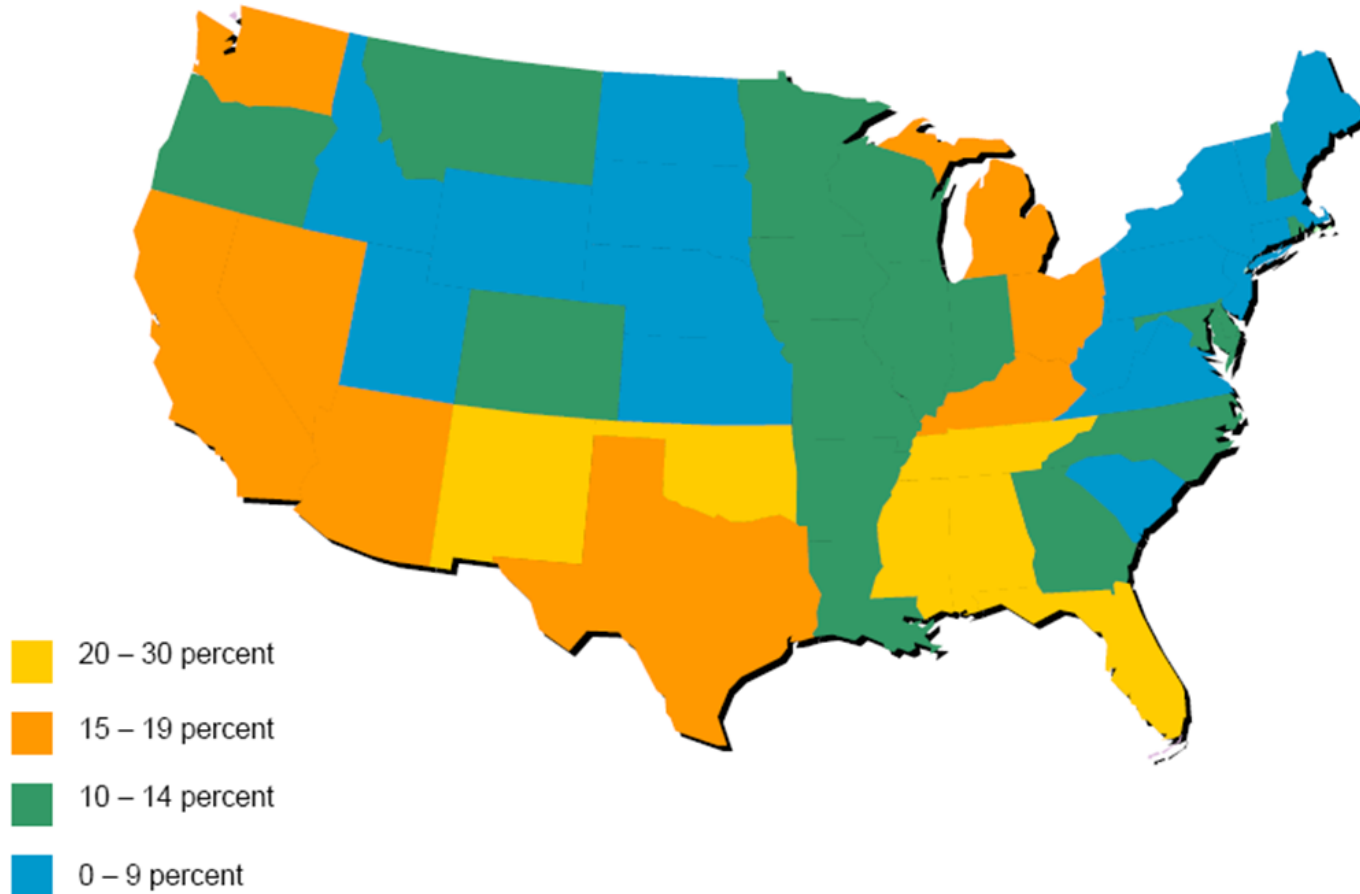 20 – 30 percent
15 – 19 percent
10 – 14 percent
0 – 9 percent